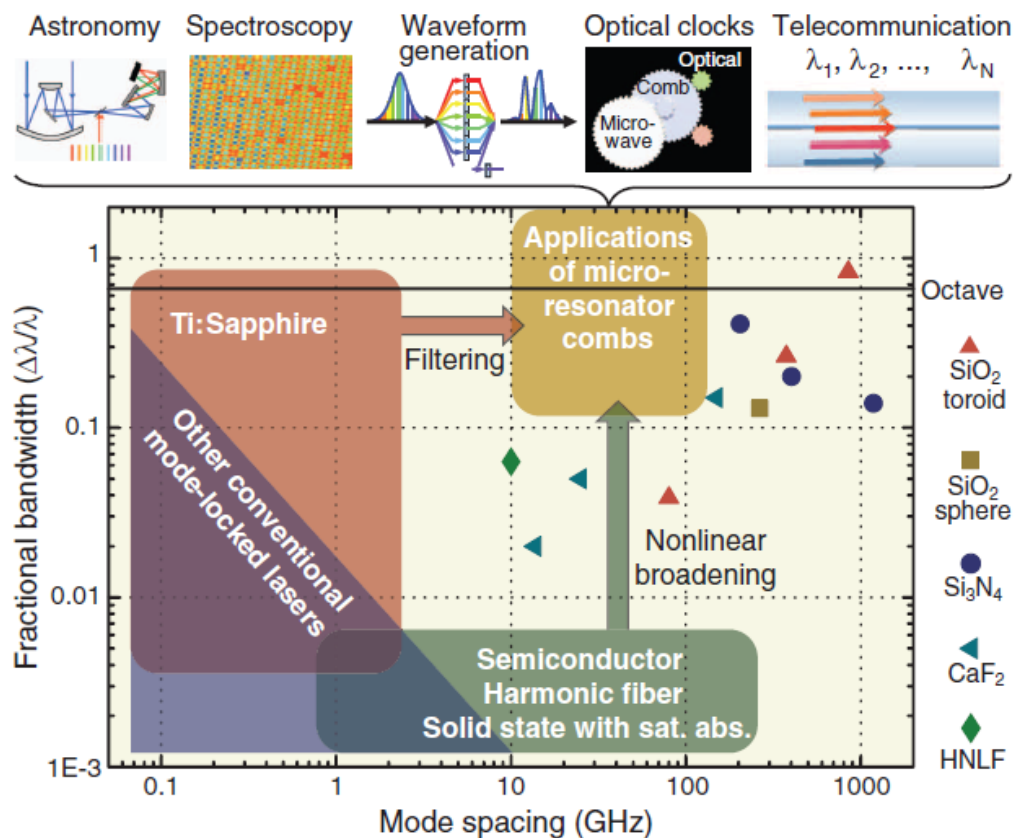 Astronomy
Spectroscopy
Waveform
generation
Optical clocks
Telecommunication
Optical
Comb
Micro-
wave
λ₁, λ₂, ..., λ_N
Fractional bandwidth (Δλ/λ)
1
0.1
0.01
1E-3
Ti:Sapphire
Other conventional
mode-locked lasers
Filtering
Applications
of micro-
resonator
combs
Nonlinear
broadening
Semiconductor
Harmonic fiber
Solid state with sat. abs.
0.1
1
10
100
1000
Mode spacing (GHz)
Octave
SiO₂
toroid
SiO₂
sphere
Si₃N₄
CaF₂
HNLF